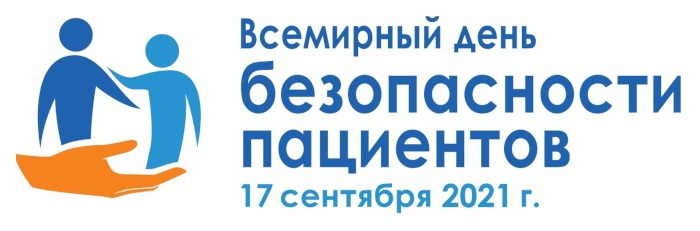 Всемирный день
безопасности
пациентов
17 сентября 2021 г.